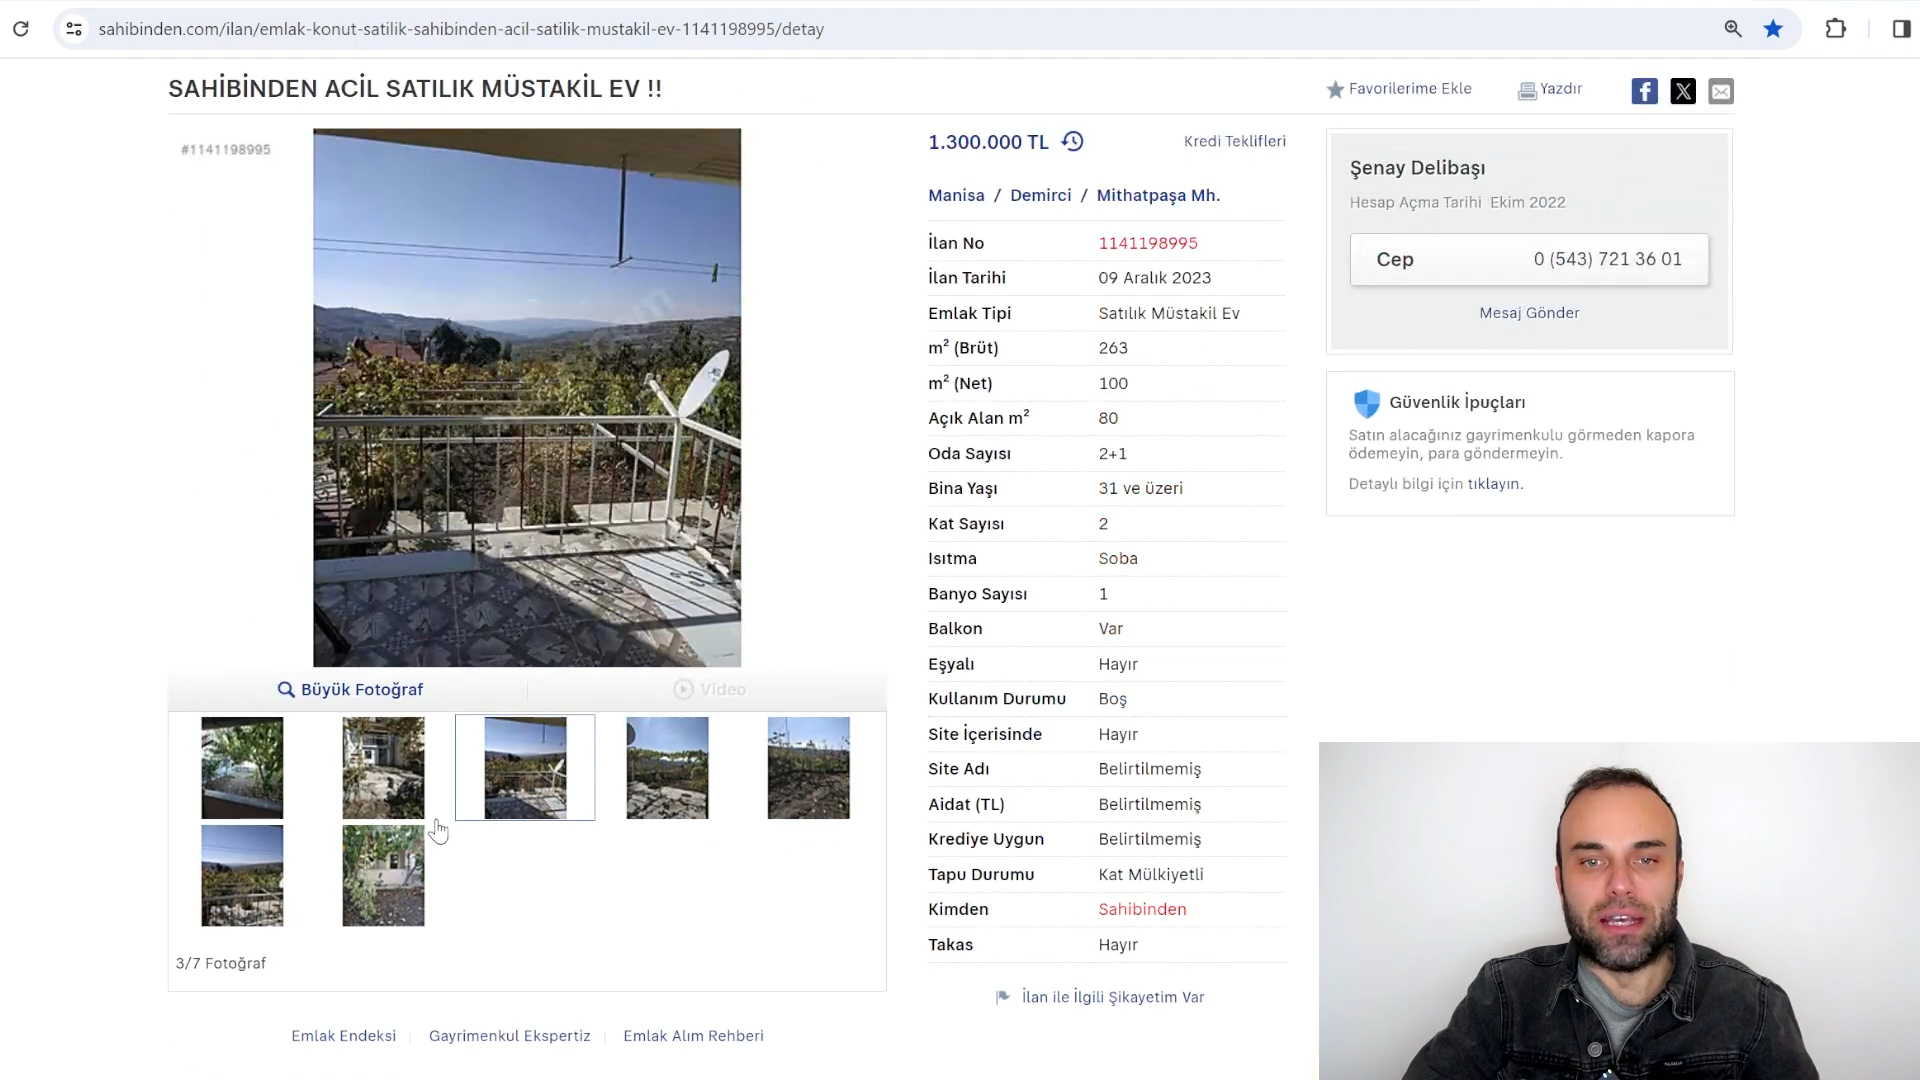 sahibinden.com/ilan/emlak-konut-satilik-sahibinden-acil-satilik-mustakil-ev-1141198995/detay
SAHİBİNDEN ACİL SATILIK MÜSTAKİL EV !!
Favorilerime Ekle
Yazdır
#1141198995
1.300.000 TL
Kredi Teklifleri
Manisa / Demirci / Mithatpaşa Mh.
İlan No 1141198995
İlan Tarihi 09 Aralık 2023
Emlak Tipi Satılık Müstakil Ev
m² (Brüt) 263
m² (Net) 100
Açık Alan m² 80
Oda Sayısı 2+1
Bina Yaşı 31 ve üzeri
Kat Sayısı 2
Isıtma Soba
Banyo Sayısı 1
Balkon Var
Eşyalı Hayır
Kullanım Durumu Boş
Site İçerisinde Hayır
Site Adı Belirtilmemiş
Aidat (TL) Belirtilmemiş
Krediye Uygun Belirtilmemiş
Tapu Durumu Kat Mülkiyetli
Kimden Sahibinden
Takas Hayır
İlan ile İlgili Şikayetim Var
Şenay Delibaşı
Hesap Açma Tarihi Ekim 2022
Cep 0 (543) 721 36 01
Mesaj Gönder
Güvenlik İpuçları
Satın alacağınız gayrimenkulu görmeden kapora
ödemeyin, para göndermeyin.
Detaylı bilgi için tıklayın.
Büyük Fotoğraf
Video
3/7 Fotoğraf
Emlak Endeksi
Gayrimenkul Ekspertiz
Emlak Alım Rehberi